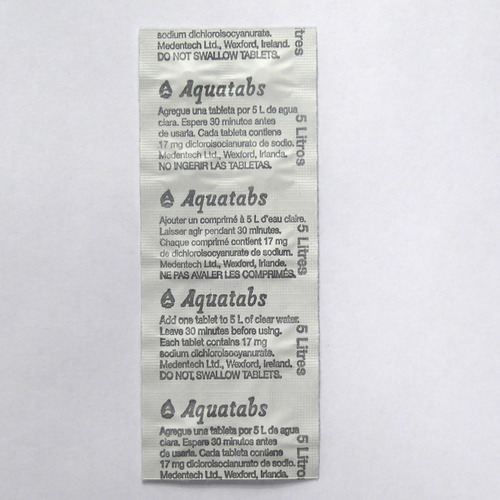 sodium dichloroisocyanurate.
Medentech Ltd., Wexford, Ireland.
DO NOT SWALLOW TABLETS.
Aquatabs
Agregue una tableta por 5 L de agua
clara. Espere 30 minutos antes
de usarla. Cada tableta contiene
17 mg dicloroisocianurato de sodio.
Medentech Ltd., Wexford, Irlanda.
NO INGERIR LAS TABLETAS.
5 Litros
Aquatabs
Ajouter un comprimé à 5 L d'eau claire.
Laisser agir pendant 30 minutes.
Chaque comprimé contient 17 mg
de dichloroisocyanurate de sodium.
Medentech Ltd., Wexford, Irlande.
NE PAS AVALER LES COMPRIMÉS.
5 Litres
Aquatabs
Add one tablet to 5 L of clear water.
Leave 30 minutes before using.
Each tablet contains 17 mg
sodium dichloroisocyanurate.
Medentech Ltd., Wexford, Ireland.
DO NOT SWALLOW TABLETS.
5 Litres
Aquatabs
Agregue una tableta por 5 L de agua
clara. Espere 30 minutos antes
de usarla. Cada tableta contiene
17 mg dicloroisocianurato de sodio.
Medentech Ltd., Wexford, Irlanda.